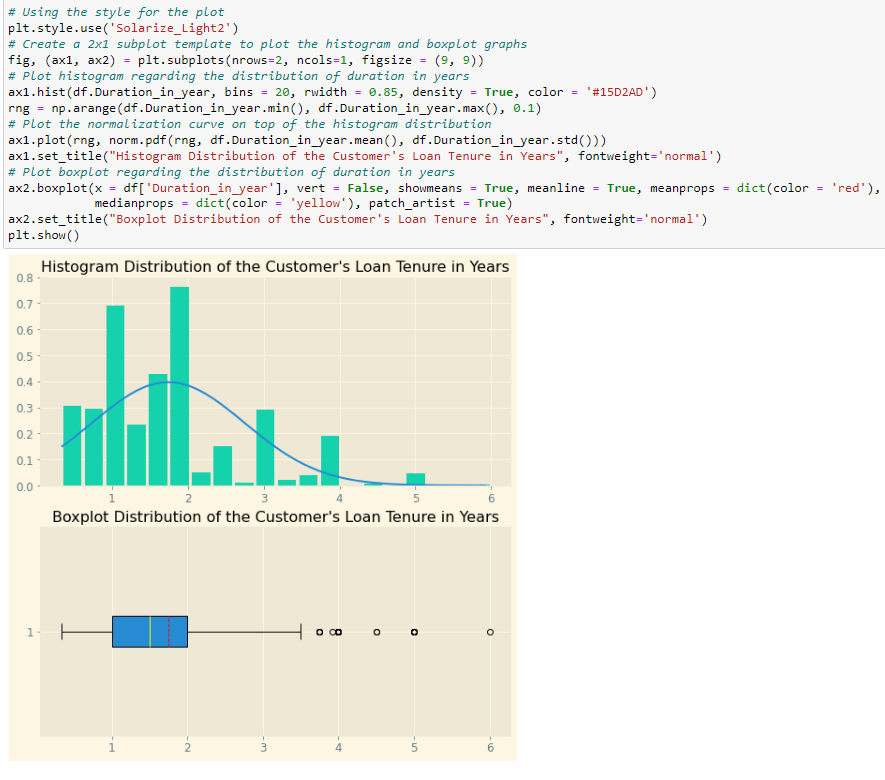 # Using the style for the plot
plt.style.use('Solarize_Light2')
# Create a 2x1 subplot template to plot the histogram and boxplot graphs
fig, (ax1, ax2) = plt.subplots(nrows=2, ncols=1, figsize = (9, 9))
# Plot histogram regarding the distribution of duration in years
ax1.hist(df.Duration_in_year, bins = 20, rwidth = 0.85, density = True, color = '#15D2AD')
rng = np.arange(df.Duration_in_year.min(), df.Duration_in_year.max(), 0.1)
# Plot the normalization curve on top of the histogram distribution
ax1.plot(rng, norm.pdf(rng, df.Duration_in_year.mean(), df.Duration_in_year.std()))
ax1.set_title("Histogram Distribution of the Customer's Loan Tenure in Years", fontweight='normal')
# Plot boxplot regarding the distribution of duration in years
ax2.boxplot(x = df['Duration_in_year'], vert = False, showmeans = True, meanline = True, meanprops = dict(color = 'red'),
            medianprops = dict(color = 'yellow'), patch_artist = True)
ax2.set_title("Boxplot Distribution of the Customer's Loan Tenure in Years", fontweight='normal')
plt.show()
Histogram Distribution of the Customer's Loan Tenure in Years
0.8
0.7
0.6
0.5
0.4
0.3
0.2
0.1
0.0
1 2 3 4 5 6
Boxplot Distribution of the Customer's Loan Tenure in Years
1
1 2 3 4 5 6